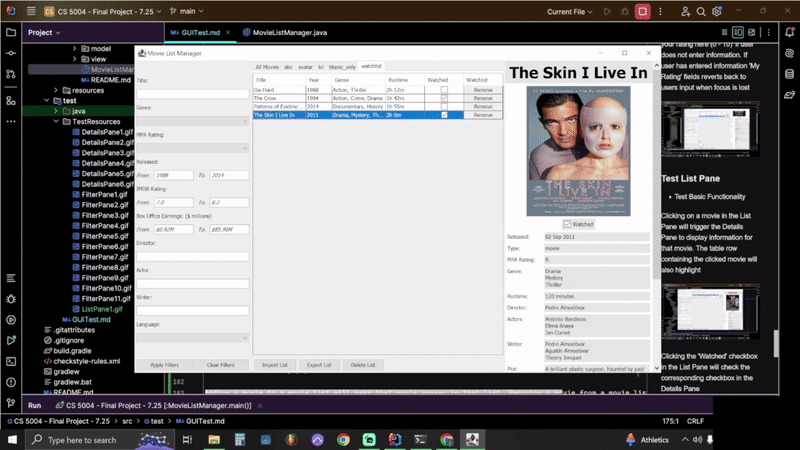 CS 5004 - Final Project - 7.25
main
Current File
Project
GUITest.md
MovieListManager.java
model
view
MovieListMan
README.md
resources
test
java
TestResources
DetailsPane1.gif
DetailsPane2.gif
DetailsPane3.gif
DetailsPane4.gif
DetailsPane5.gif
DetailsPane6.gif
FilterPane1.gif
FilterPane2.gif
FilterPane3.gif
FilterPane4.gif
FilterPane5.gif
FilterPane6.gif
FilterPane7.gif
FilterPane8.gif
FilterPane9.gif
FilterPane10.gif
FilterPane11.gif
ListPane1.gif
GUITest.md
.gitattributes
.gitignore
build.gradle
checkstyle-rules.xml
gradlew
gradlew.bat
README.md
Movie List Manager
Title:
Genre:
MPA Rating:
Released:
From: 1988 To: 2014
IMDB Rating:
From: 7.0 To: 8.2
Box Office Earnings: ($ millions)
From: $0.92M To: $85.90M
Director:
Actor:
Writer:
Language:
Apply Filters
Clear Filters
All Movies abc avatar kil titanic_only watchlist
Title Year Genre Runtime Watched Watchlist
Die Hard 1988 Action, Thriller 2h 12m Remove
The Crow 1994 Action, Crime, Drama 1h 42m Remove
Patterns of Evidence... 2014 Documentary, History 1h 55m Remove
The Skin I Live In 2011 Drama, Mystery, Th... 2h 0m Remove
Import List
Export List
Delete List
The Skin I Live In
THE SKIN
I LIVE IN
Watched
Released: 02 Sep 2011
Type: movie
MPA Rating: R
Genre: Drama
Mystery
Thriller
Runtime: 120 minutes
Director: Pedro Almodóvar
Actors: Antonio Banderas
Elena Anaya
Jan Cornet
Writer: Pedro Almodóvar
Agustín Almodóvar
Thierry Jonquet
Plot: A brilliant plastic surgeon, haunted by past
your rating here (0 - 10) if user
does not enter information. If
user has entered information 'My
Rating' fields reverts back to
users input when focus is lost
Test List Pane
Test Basic Functionality
Clicking on a movie in the List
Pane will trigger the Details
Pane to display information for
that movie. The table row
containing the clicked movie will
also highlight
Clicking the 'Watched' checkbox
in the List Pane will check the
corresponding checkbox in the
Details Pane
182
Run
CS 5004 - Final Project - 7.25 [:MovieListManager.main()]
CS 5004 - Final Project - 7.25 > src > test > GUITest.md
175:1 CRLF
Type here to search
Athletics